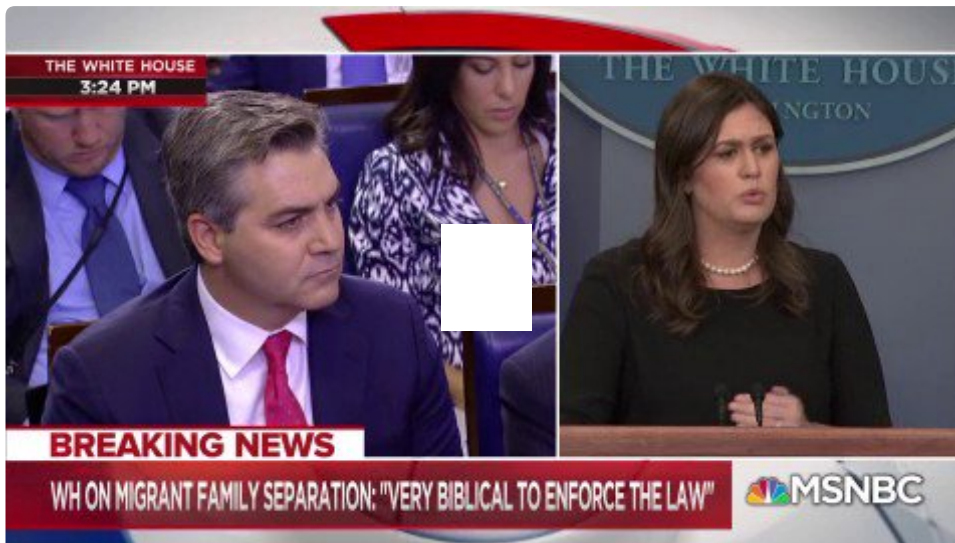 THE WHITE HOUSE
3:24 PM
THE WHITE HOUS
NGTON
BREAKING NEWS
WH ON MIGRANT FAMILY SEPARATION: "VERY BIBLICAL TO ENFORCE THE LAW"
MSNBC